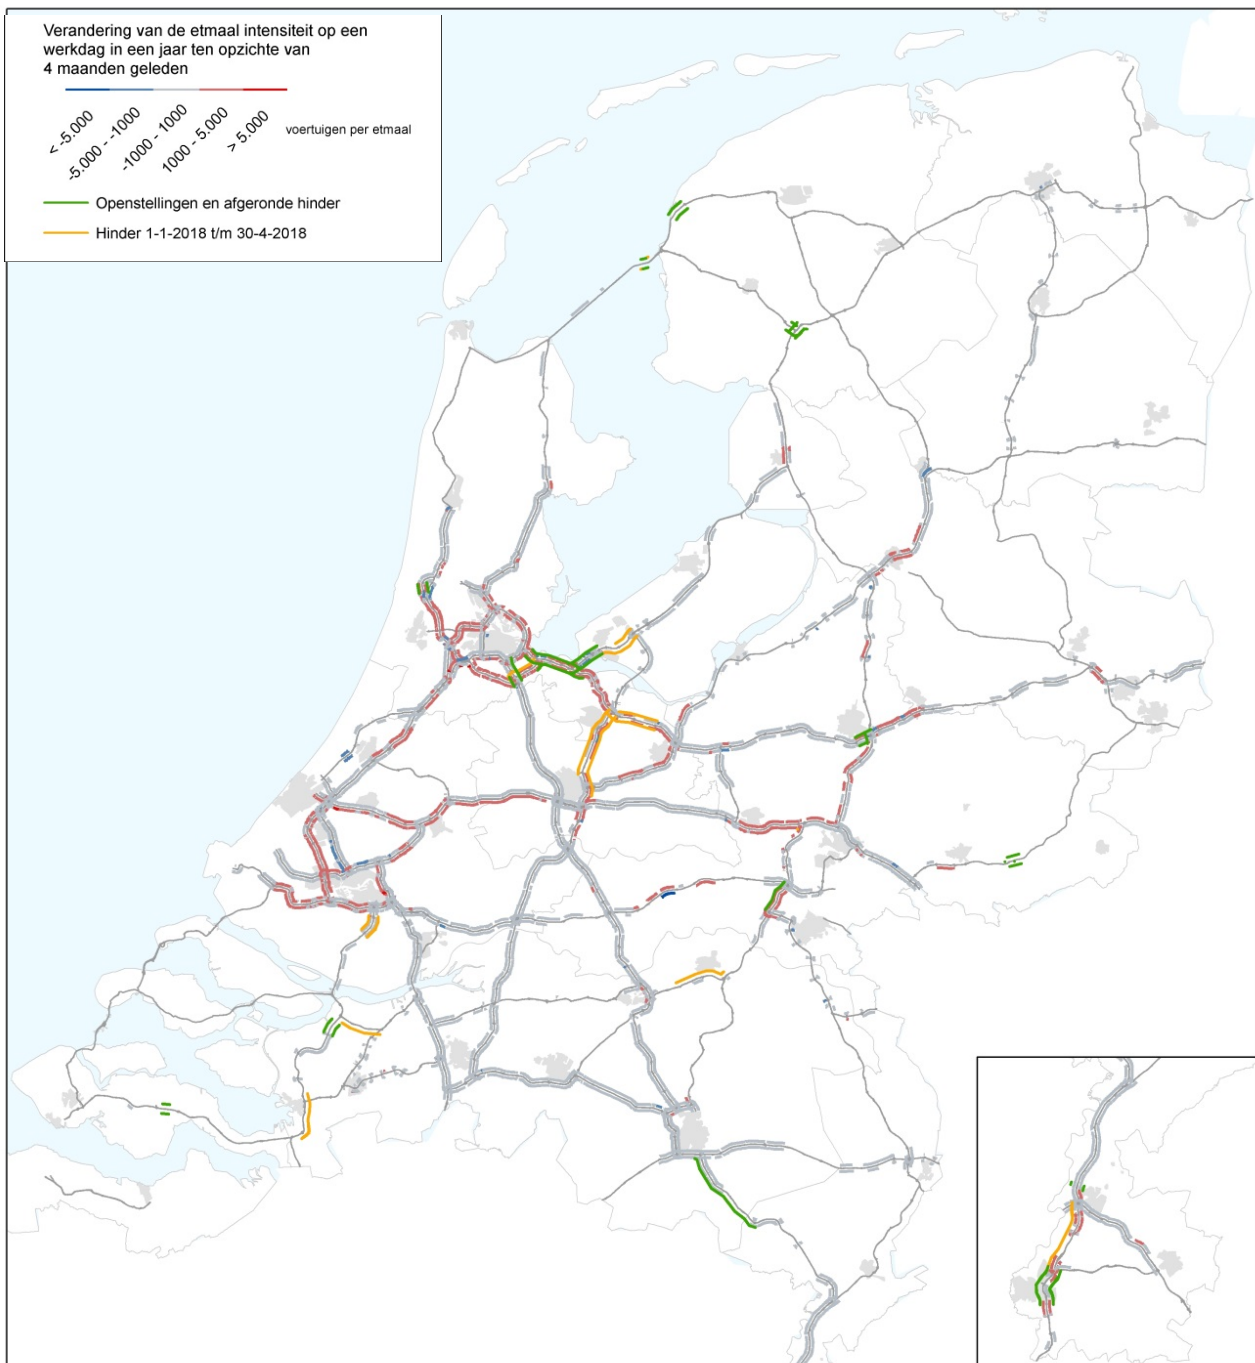 Verandering van de etmaal intensiteit op een
werkdag in een jaar ten opzichte van
4 maanden geleden
< -5.000
-5.000 - -1000
-1000 - 1000
1000 - 5.000
> 5.000
voertuigen per etmaal
Openstellingen en afgeronde hinder
Hinder 1-1-2018 t/m 30-4-2018